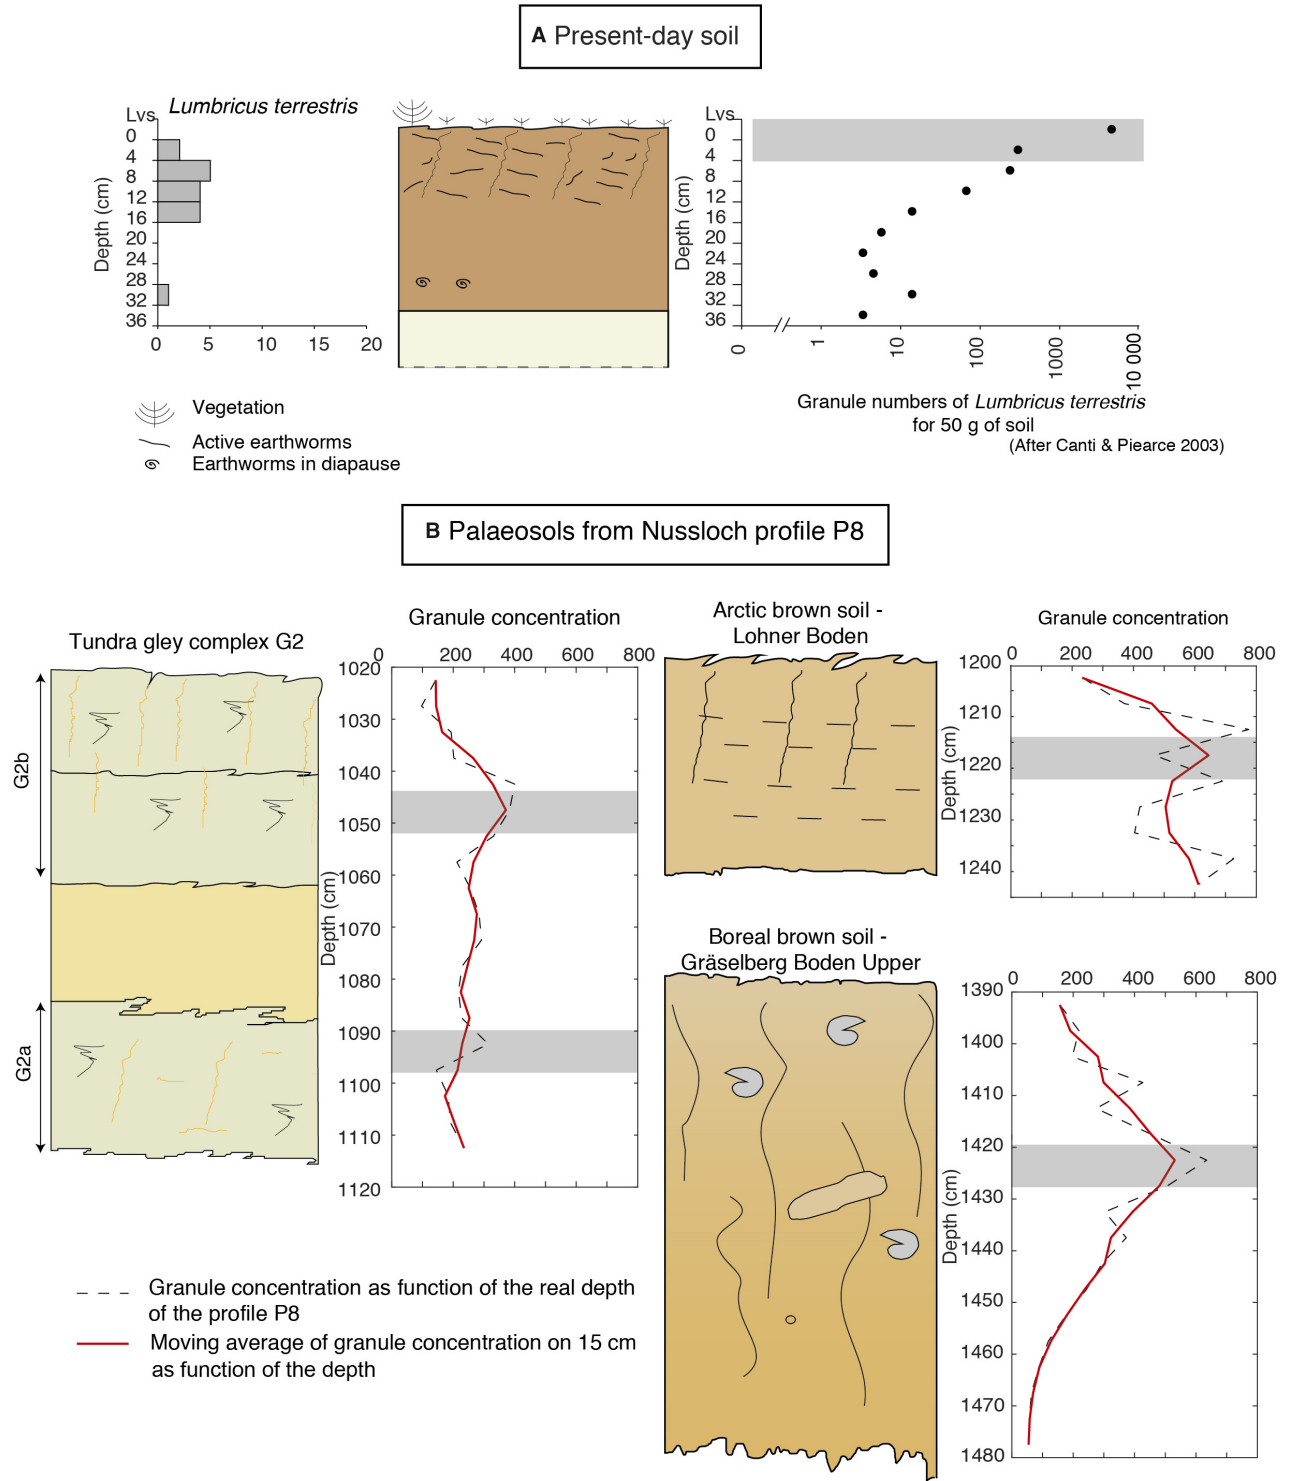 A Present-day soil
Lumbricus terrestris
Lvs
0
4
8
12
16
20
24
28
32
36
Depth (cm)
0 5 10 15 20
Lvs
0
4
8
12
16
20
24
28
32
36
Depth (cm)
0 1 10 100 1000 10 000
Granule numbers of Lumbricus terrestris
for 50 g of soil
(After Canti & Piearce 2003)
Vegetation
Active earthworms
Earthworms in diapause
B Palaeosols from Nussloch profile P8
Tundra gley complex G2
G2b
G2a
Granule concentration
0 200 400 600 800
1020
1030
1040
1050
1060
1070
1080
1090
1100
1110
1120
Depth (cm)
Arctic brown soil -
Lohner Boden
Granule concentration
0 200 400 600 800
1200
1210
1220
1230
1240
Depth (cm)
Boreal brown soil -
Gräselberg Boden Upper
0 200 400 600 800
1390
1400
1410
1420
1430
1440
1450
1460
1470
1480
Depth (cm)
Granule concentration as function of the real depth
of the profile P8
Moving average of granule concentration on 15 cm
as function of the depth